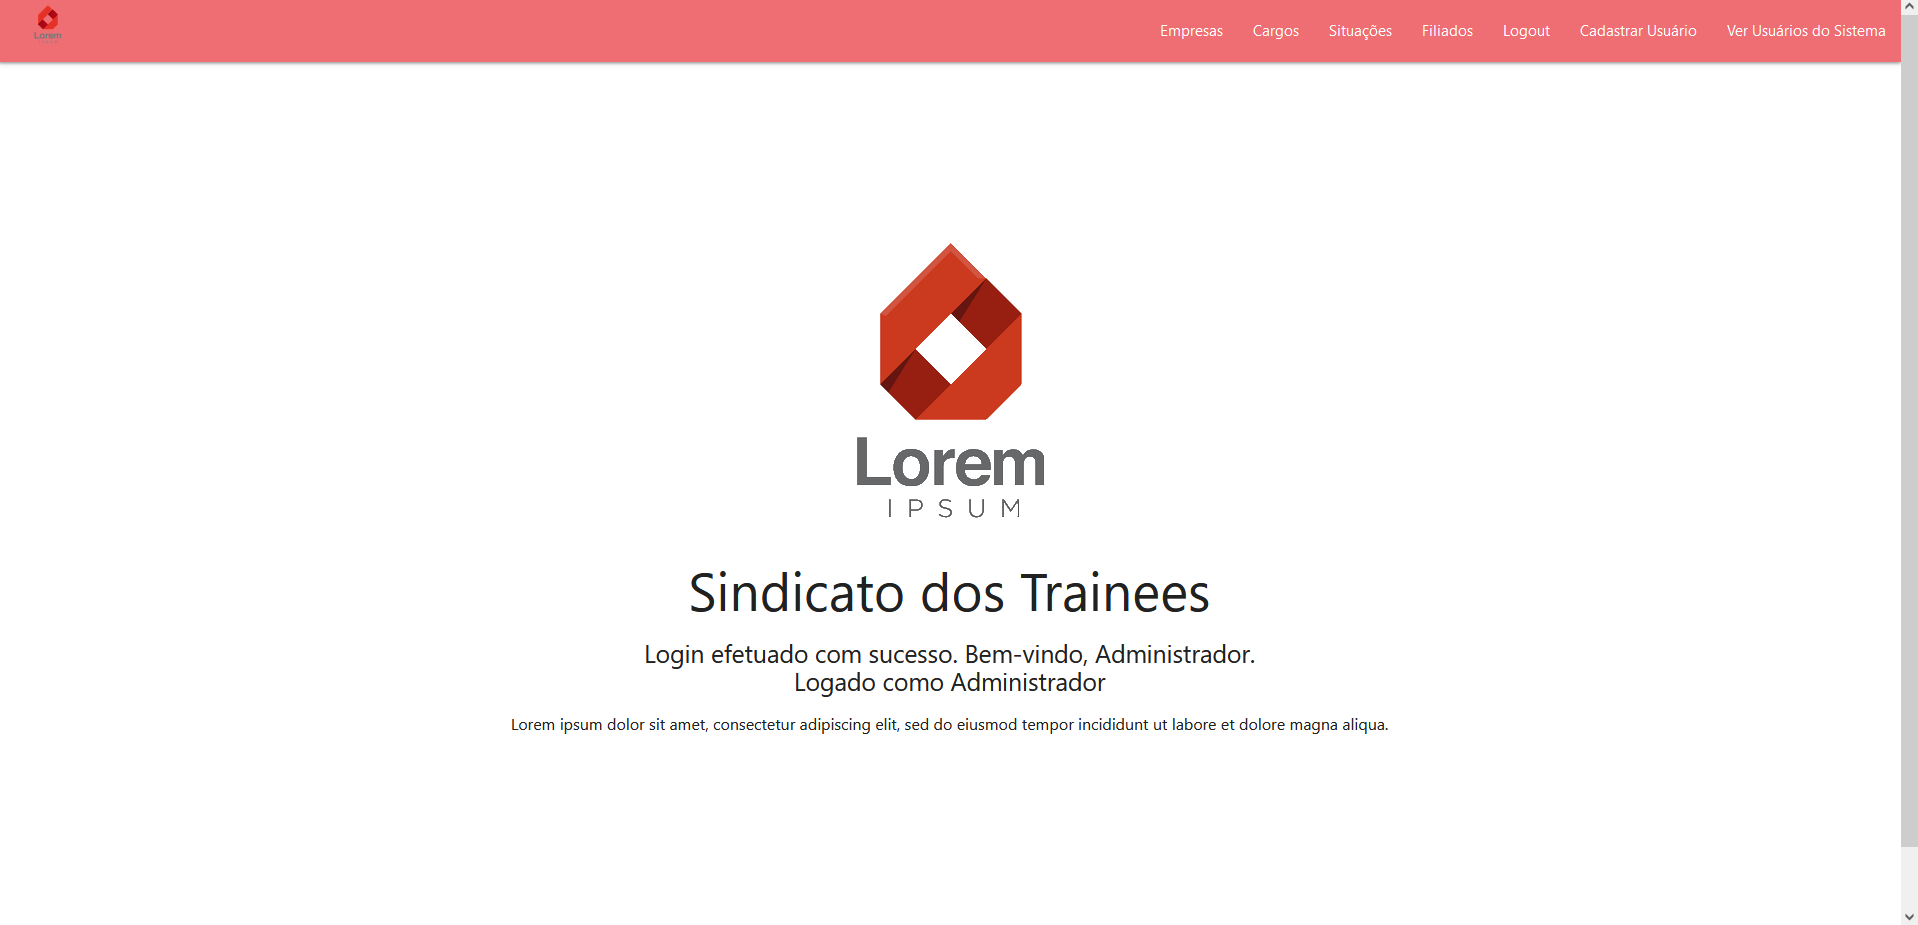 Lorem
Empresas Cargos Situações Filiados Logout Cadastrar Usuário Ver Usuários do Sistema
Lorem
IPSUM
Sindicato dos Trainees
Login efetuado com sucesso. Bem-vindo, Administrador.
Logado como Administrador
Lorem ipsum dolor sit amet, consectetur adipiscing elit, sed do eiusmod tempor incididunt ut labore et dolore magna aliqua.